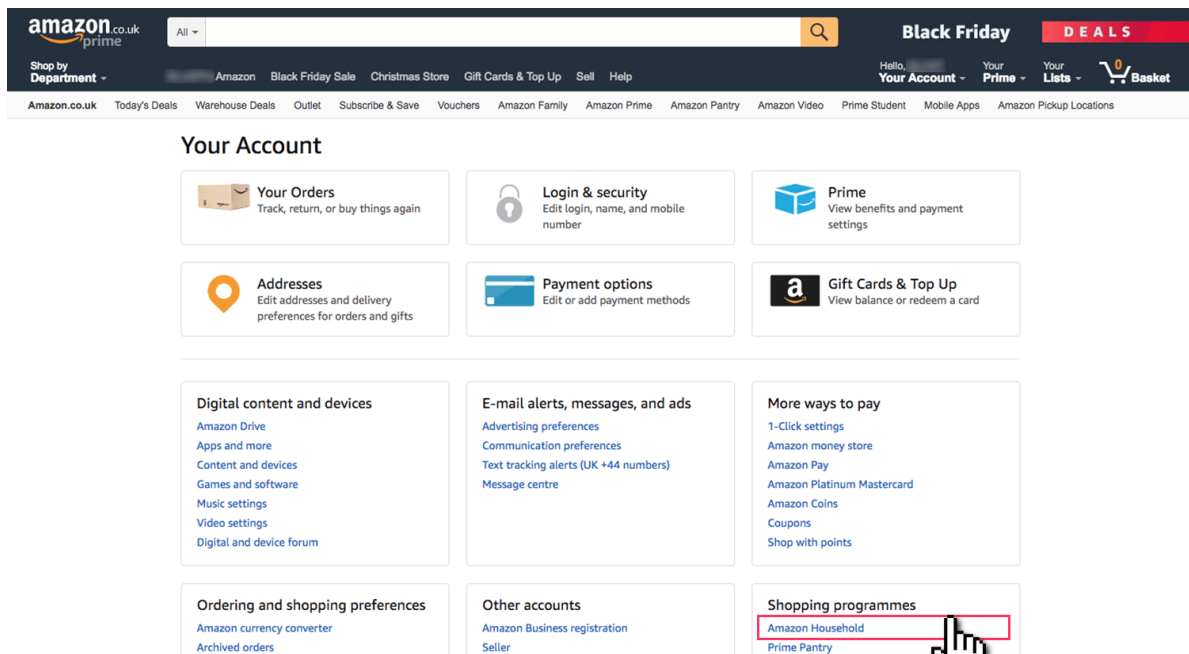 amazon.co.uk
prime
All
Black Friday
DEALS
Shop by
Department
Amazon
Black Friday Sale
Christmas Store
Gift Cards & Top Up
Sell
Help
Hello,
Your Account
Your
Prime
Your
Lists
0
Basket
Amazon.co.uk
Today's Deals
Warehouse Deals
Outlet
Subscribe & Save
Vouchers
Amazon Family
Amazon Prime
Amazon Pantry
Amazon Video
Prime Student
Mobile Apps
Amazon Pickup Locations
Your Account
Your Orders
Track, return, or buy things again
Login & security
Edit login, name, and mobile
number
Prime
View benefits and payment
settings
Addresses
Edit addresses and delivery
preferences for orders and gifts
Payment options
Edit or add payment methods
a
Gift Cards & Top Up
View balance or redeem a card
Digital content and devices
Amazon Drive
Apps and more
Content and devices
Games and software
Music settings
Video settings
Digital and device forum
E-mail alerts, messages, and ads
Advertising preferences
Communication preferences
Text tracking alerts (UK +44 numbers)
Message centre
More ways to pay
1-Click settings
Amazon money store
Amazon Pay
Amazon Platinum Mastercard
Amazon Coins
Coupons
Shop with points
Ordering and shopping preferences
Amazon currency converter
Archived orders
Other accounts
Amazon Business registration
Seller
Shopping programmes
Amazon Household
Prime Pantry